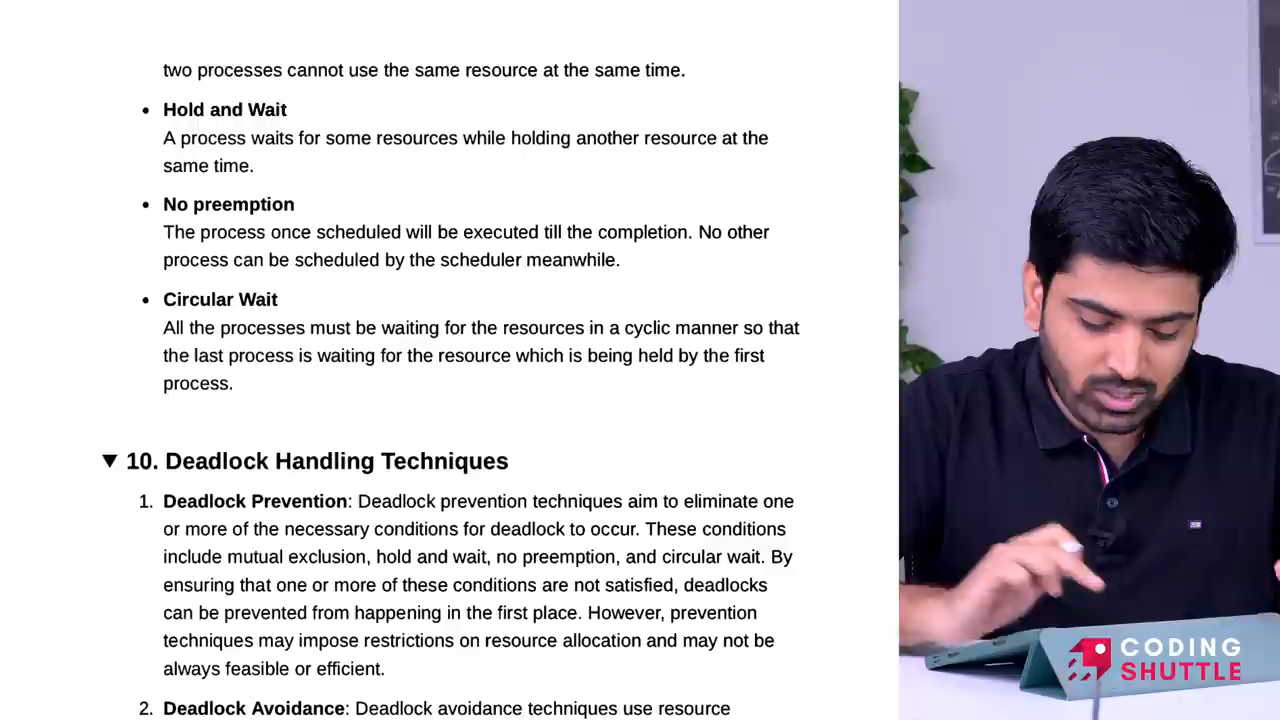 two processes cannot use the same resource at the same time.
• Hold and Wait
A process waits for some resources while holding another resource at the
same time.
• No preemption
The process once scheduled will be executed till the completion. No other
process can be scheduled by the scheduler meanwhile.
• Circular Wait
All the processes must be waiting for the resources in a cyclic manner so that
the last process is waiting for the resource which is being held by the first
process.
▼ 10. Deadlock Handling Techniques
1. Deadlock Prevention: Deadlock prevention techniques aim to eliminate one
or more of the necessary conditions for deadlock to occur. These conditions
include mutual exclusion, hold and wait, no preemption, and circular wait. By
ensuring that one or more of these conditions are not satisfied, deadlocks
can be prevented from happening in the first place. However, prevention
techniques may impose restrictions on resource allocation and may not be
always feasible or efficient.
2. Deadlock Avoidance: Deadlock avoidance techniques use resource
CODING
SHUTTLE